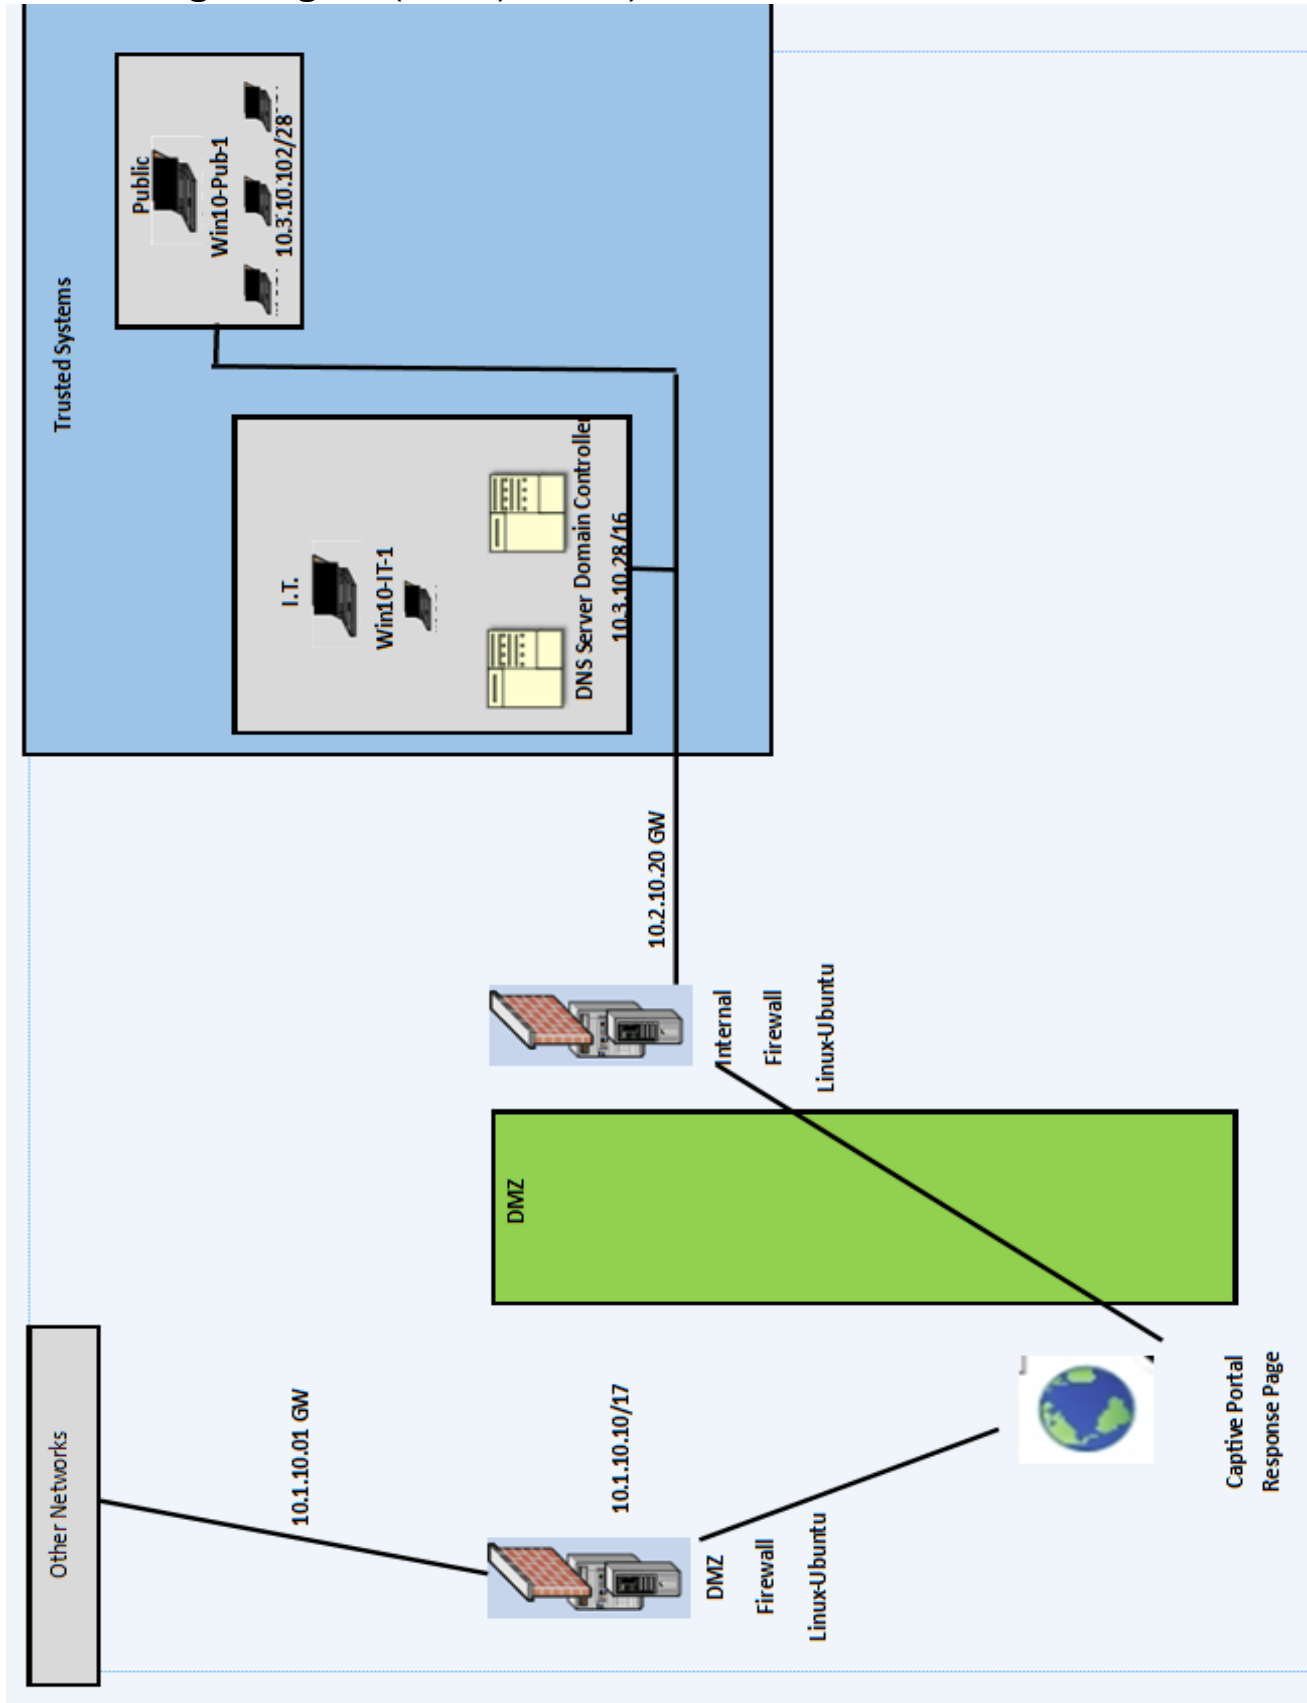 Other Networks
10.1.10.01 GW
10.1.10.10/17
DMZ
Firewall
Linux-Ubuntu
Captive Portal
Response Page
DMZ
Internal
Firewall
Linux-Ubuntu
10.2.10.20 GW
Trusted Systems
I.T.
Win10-IT-1
DNS Server Domain Controller
10.3.10.28/16
Public
Win10-Pub-1
10.3.10.102/28